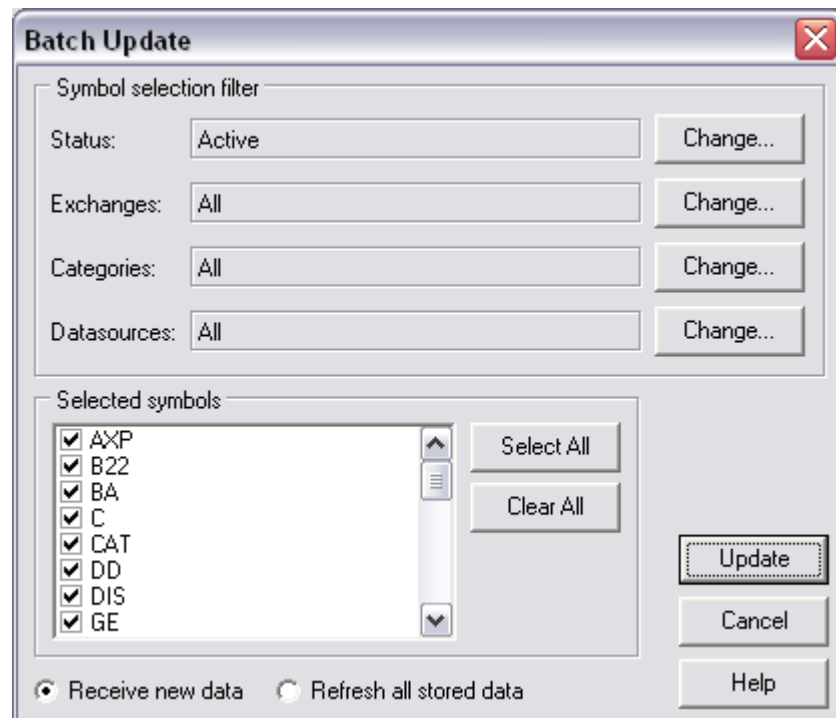 Batch Update
Symbol selection filter
Status: Active Change...
Exchanges: All Change...
Categories: All Change...
Datasources: All Change...
Selected symbols
AXP
B22
BA
C
CAT
DD
DIS
GE
Select All
Clear All
Update
Cancel
Help
Receive new data Refresh all stored data